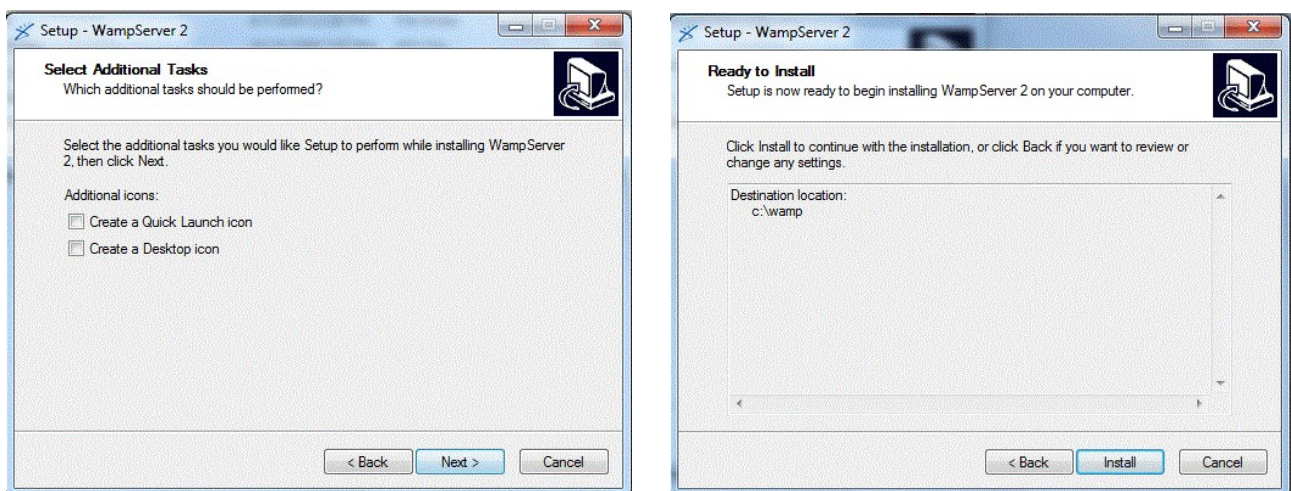 Setup - WampServer 2
Select Additional Tasks
Which additional tasks should be performed?
Select the additional tasks you would like Setup to perform while installing WampServer
2, then click Next.
Additional icons:
Create a Quick Launch icon
Create a Desktop icon
< Back
Next >
Cancel
Setup - WampServer 2
Ready to Install
Setup is now ready to begin installing WampServer 2 on your computer.
Click Install to continue with the installation, or click Back if you want to review or
change any settings.
Destination location:
c:\wamp
< Back
Install
Cancel